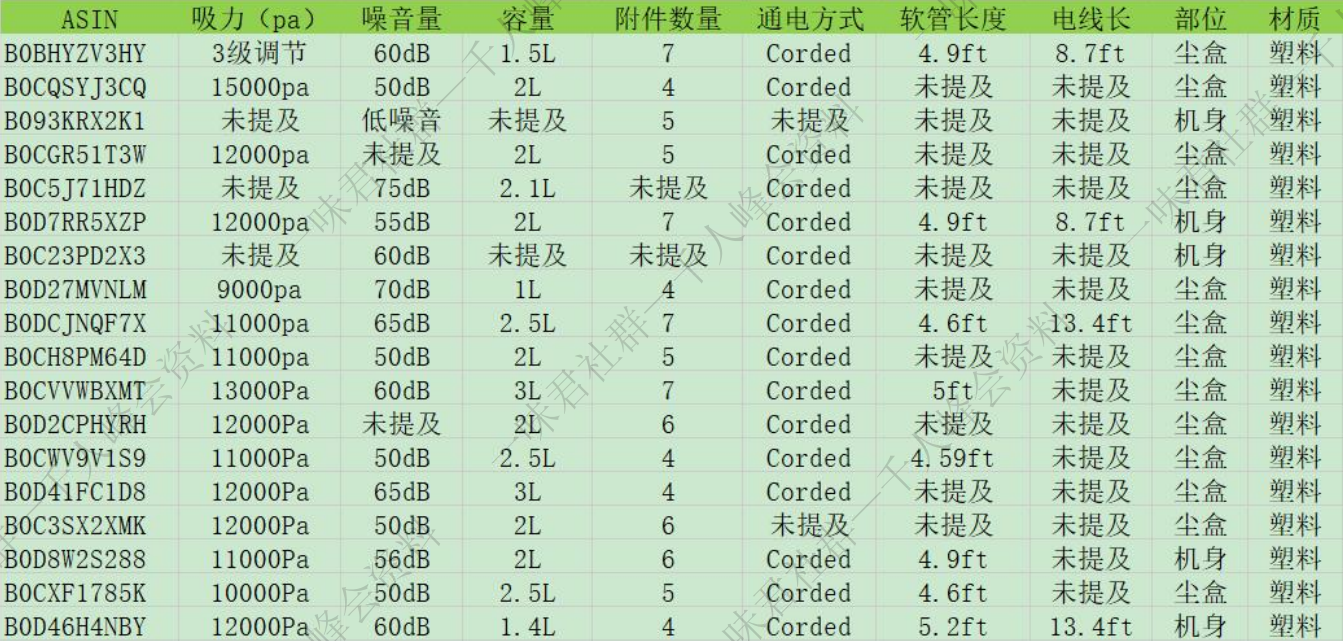 ASIN 吸力（pa） 噪音量 容量 附件数量 通电方式 软管长度 电线长 部位 材质
B0BHYZV3HY 3级调节 60dB 1.5L 7 Corded 4.9ft 8.7ft 尘盒 塑料
B0CQSYJ3CQ 15000pa 50dB 2L 4 Corded 未提及 未提及 尘盒 塑料
B093KRX2K1 未提及 低噪音 未提及 5 未提及 未提及 未提及 机身 塑料
B0CGR51T3W 12000pa 未提及 2L 5 Corded 未提及 未提及 尘盒 塑料
B0C5J71HDZ 未提及 75dB 2.1L 未提及 Corded 未提及 未提及 尘盒 塑料
B0D7RR5XZP 12000pa 55dB 2L 7 Corded 4.9ft 8.7ft 机身 塑料
B0C23PD2X3 未提及 60dB 未提及 未提及 Corded 未提及 未提及 机身 塑料
B0D27MVNLM 9000pa 70dB 1L 4 Corded 未提及 未提及 尘盒 塑料
B0DCJNQF7X 11000pa 65dB 2.5L 7 Corded 4.6ft 13.4ft 尘盒 塑料
B0CH8PM64D 11000pa 50dB 2L 5 Corded 未提及 未提及 尘盒 塑料
B0CVVWBXMT 13000Pa 60dB 3L 7 Corded 5ft 未提及 尘盒 塑料
B0D2CPHYRH 12000Pa 未提及 2L 6 Corded 未提及 未提及 尘盒 塑料
B0CWV9V1S9 11000Pa 50dB 2.5L 4 Corded 4.59ft 未提及 尘盒 塑料
B0D41FC1D8 12000Pa 65dB 3L 4 Corded 未提及 未提及 尘盒 塑料
B0C3SX2XMK 12000Pa 50dB 2L 6 未提及 未提及 未提及 尘盒 塑料
B0D8W2S288 11000Pa 56dB 2L 6 Corded 4.9ft 未提及 机身 塑料
B0CXF1785K 10000Pa 50dB 2.5L 5 Corded 4.6ft 未提及 尘盒 塑料
B0D46H4NBY 12000Pa 60dB 1.4L 4 Corded 5.2ft 13.4ft 机身 塑料
一味君社群—千人峰会资料